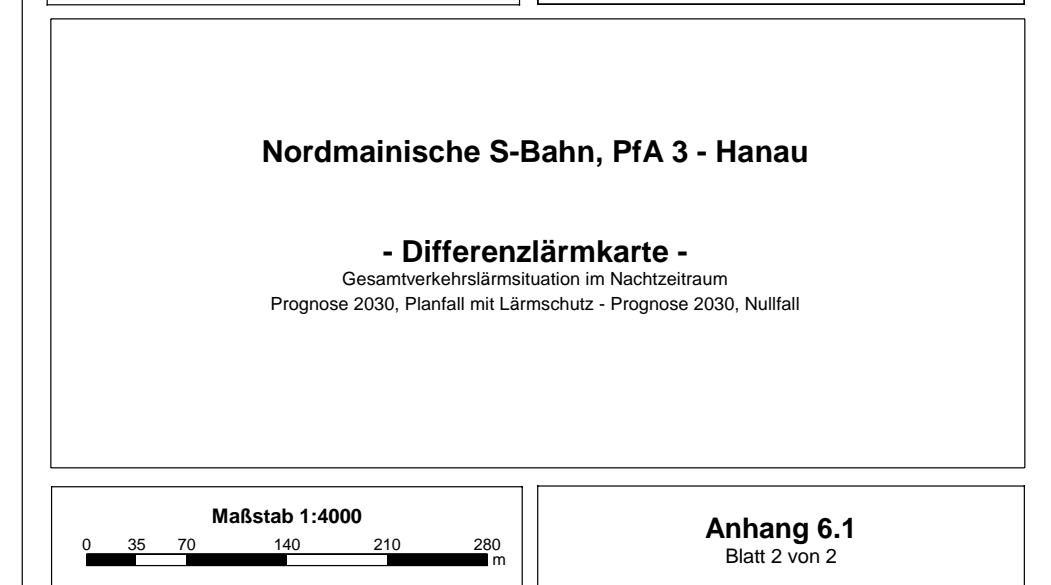 Nordmainische S-Bahn, PfA 3 - Hanau
- Differenzlärmkarte -
Gesamtverkehrslärmsituation im Nachtzeitraum
Prognose 2030, Planfall mit Lärmschutz - Prognose 2030, Nullfall
Maßstab 1:4000
0 35 70 140 210 280
m
Anhang 6.1
Blatt 2 von 2